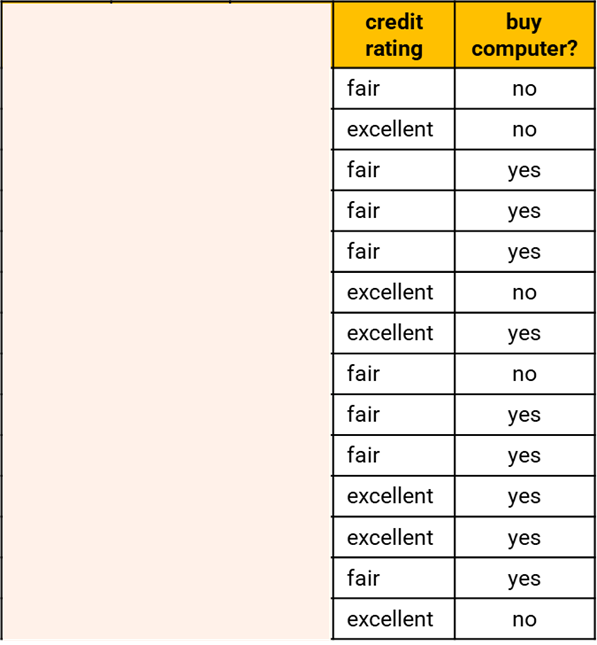 credit buy
rating computer?
fair no
excellent no
fair yes
fair yes
fair yes
excellent no
excellent yes
fair no
fair yes
fair yes
excellent yes
excellent yes
fair yes
excellent no